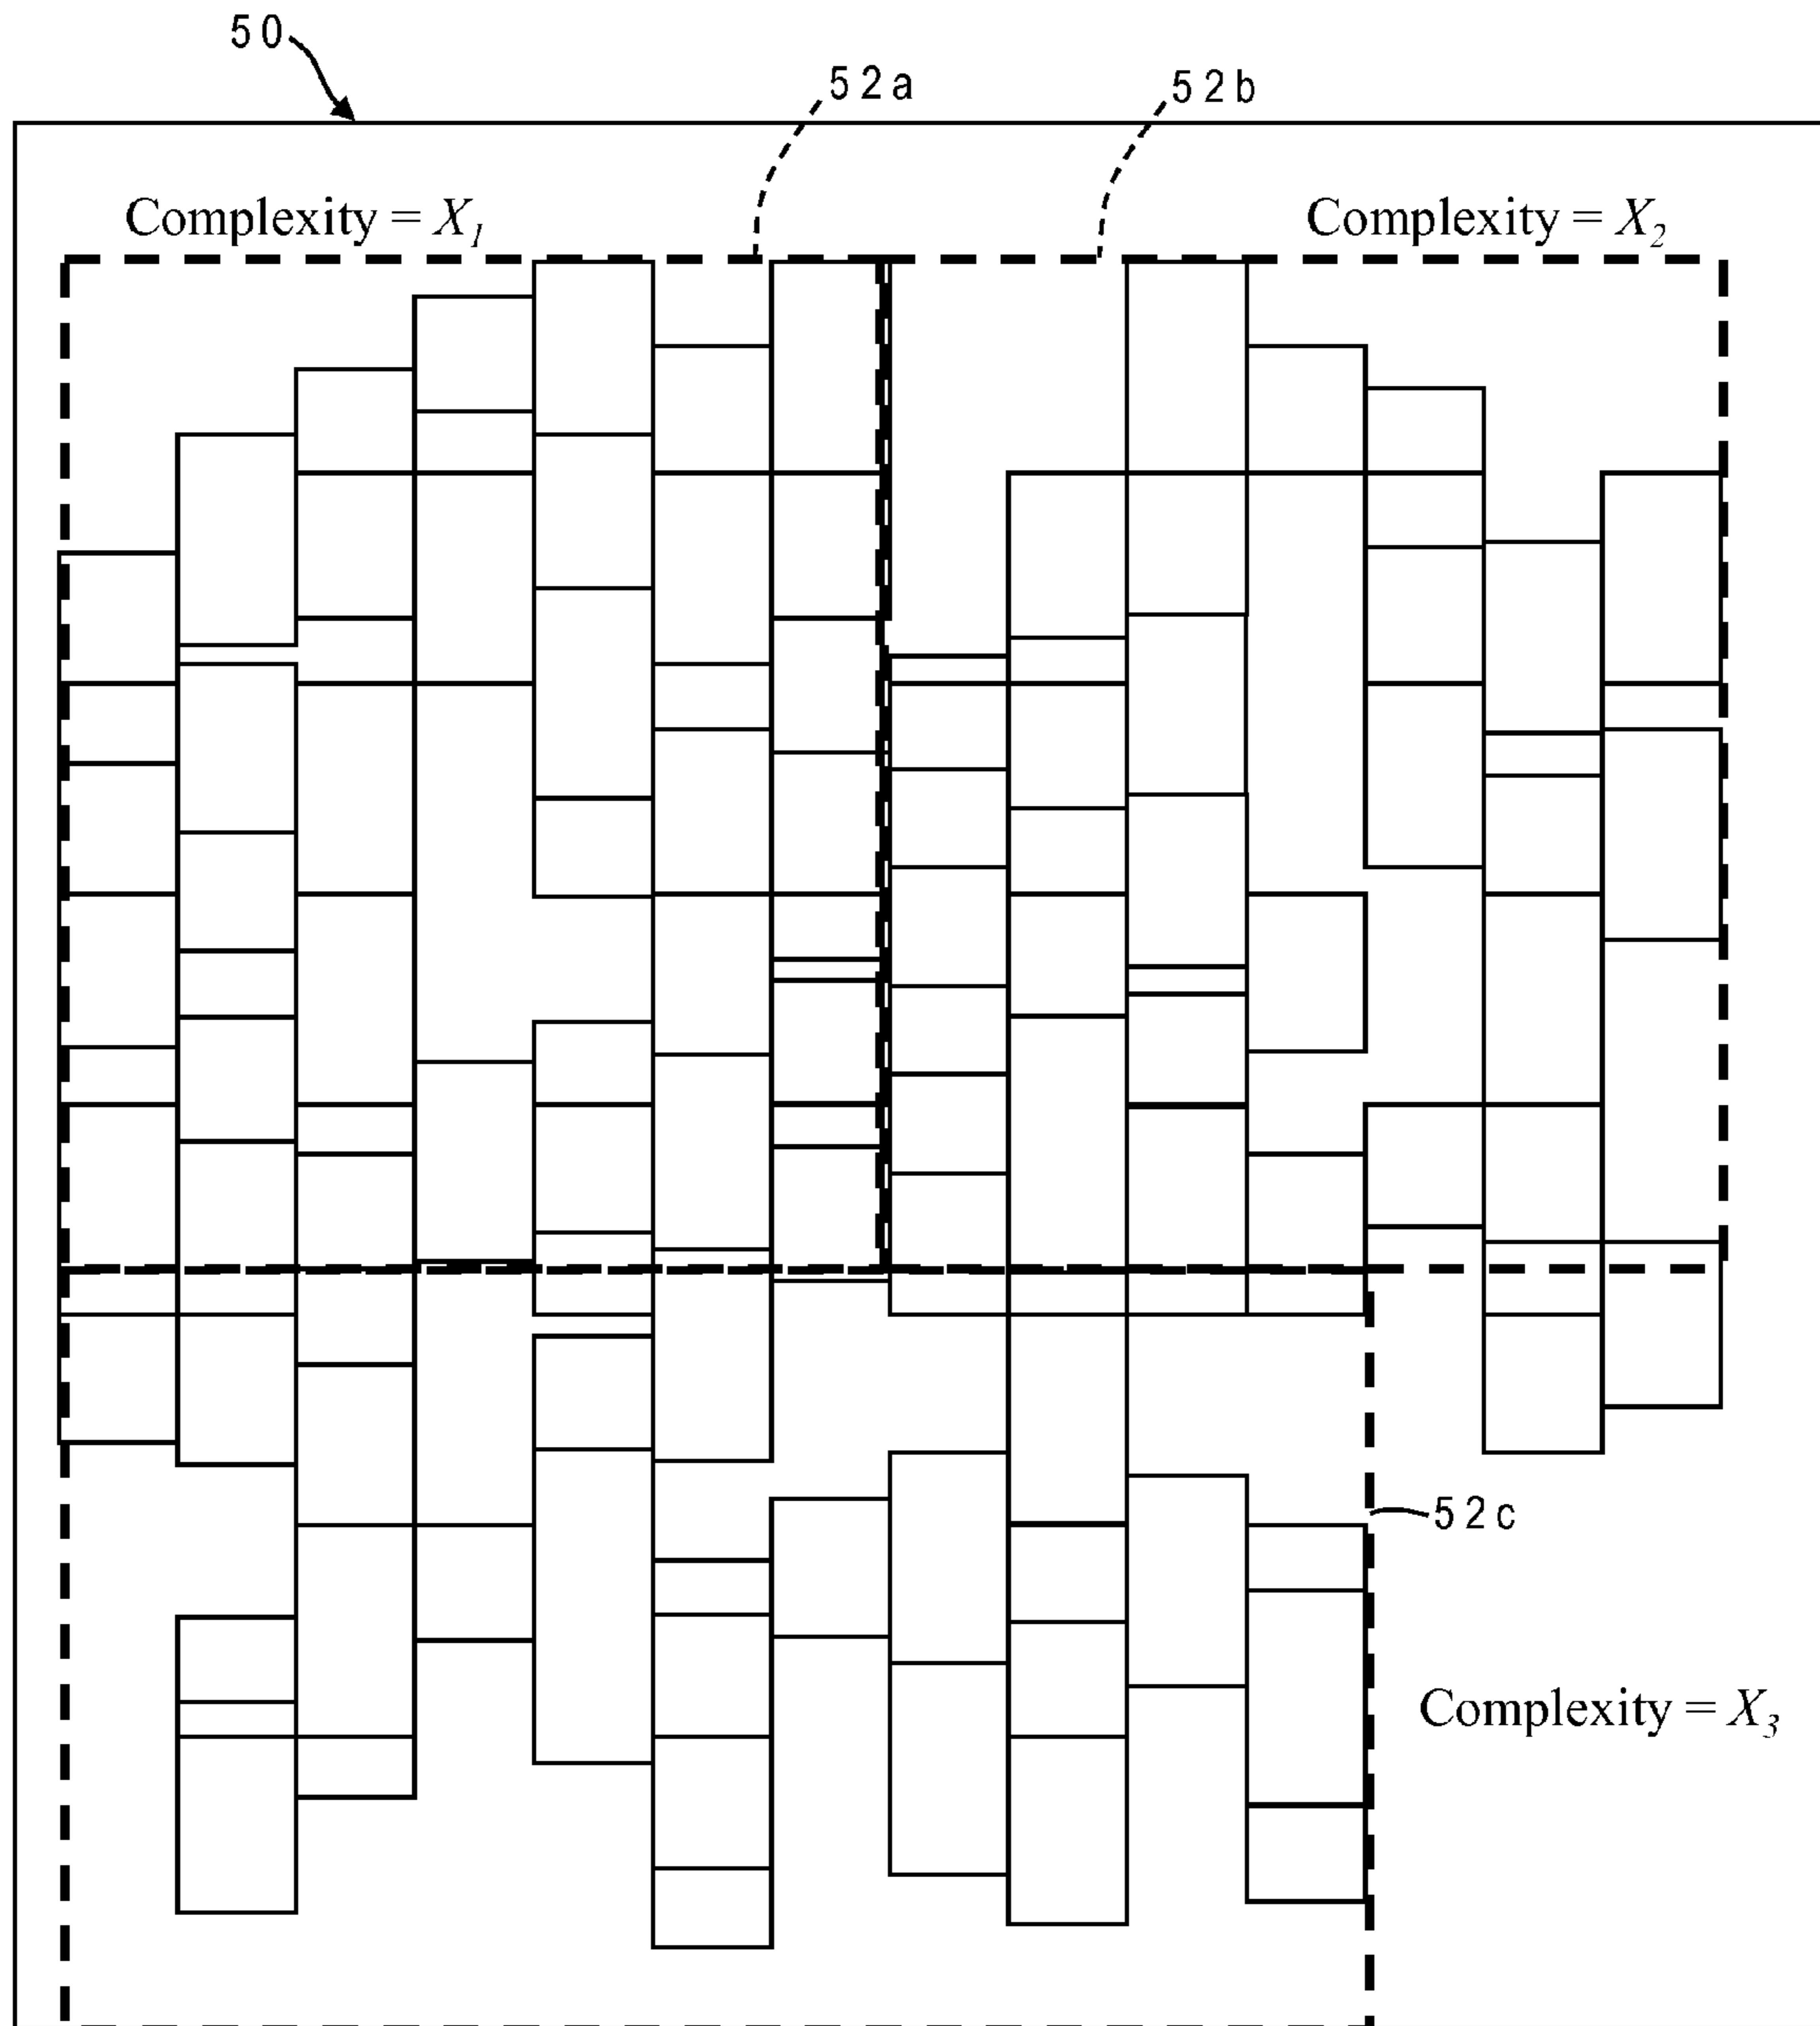 50
52a
52b
Complexity = X1
Complexity = X2
52c
Complexity = X3